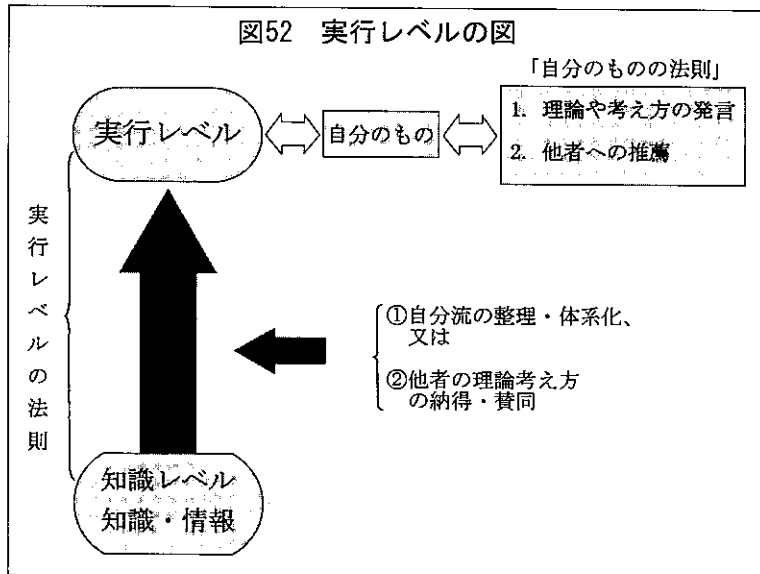 図52 実行レベルの図
「自分のものの法則」
実行レベル
自分のもの
1. 理論や考え方の発言
2. 他者への推薦
実行レベルの法則
①自分流の整理・体系化、
又は
②他者の理論考え方
の納得・賛同
知識レベル
知識・情報